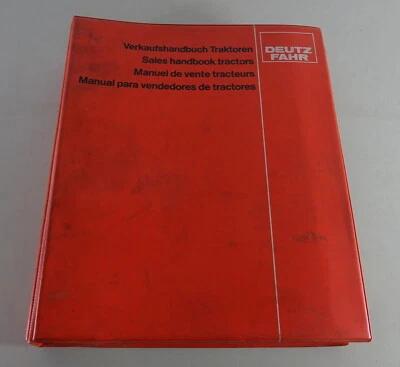 Verkaufshandbuch Traktoren
Sales handbook tractors
Manuel de vente tracteurs
Manual para vendedores de tractores
DEUTZ
FAHR